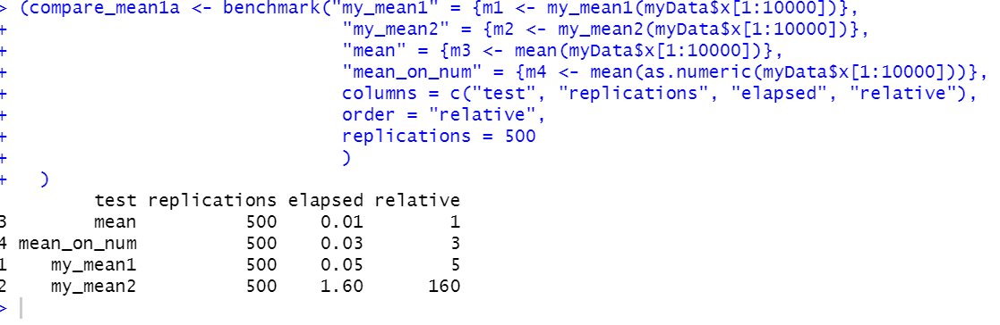 > (compare_mean1a <- benchmark("my_mean1" = {m1 <- my_mean1(myData$x[1:10000])},
+ "my_mean2" = {m2 <- my_mean2(myData$x[1:10000])},
+ "mean" = {m3 <- mean(myData$x[1:10000])},
+ "mean_on_num" = {m4 <- mean(as.numeric(myData$x[1:10000]))},
+ columns = c("test", "replications", "elapsed", "relative"),
+ order = "relative",
+ replications = 500
+ )
+ )
test replications elapsed relative
3 mean 500 0.01 1
4 mean_on_num 500 0.03 3
1 my_mean1 500 0.05 5
2 my_mean2 500 1.60 160
>